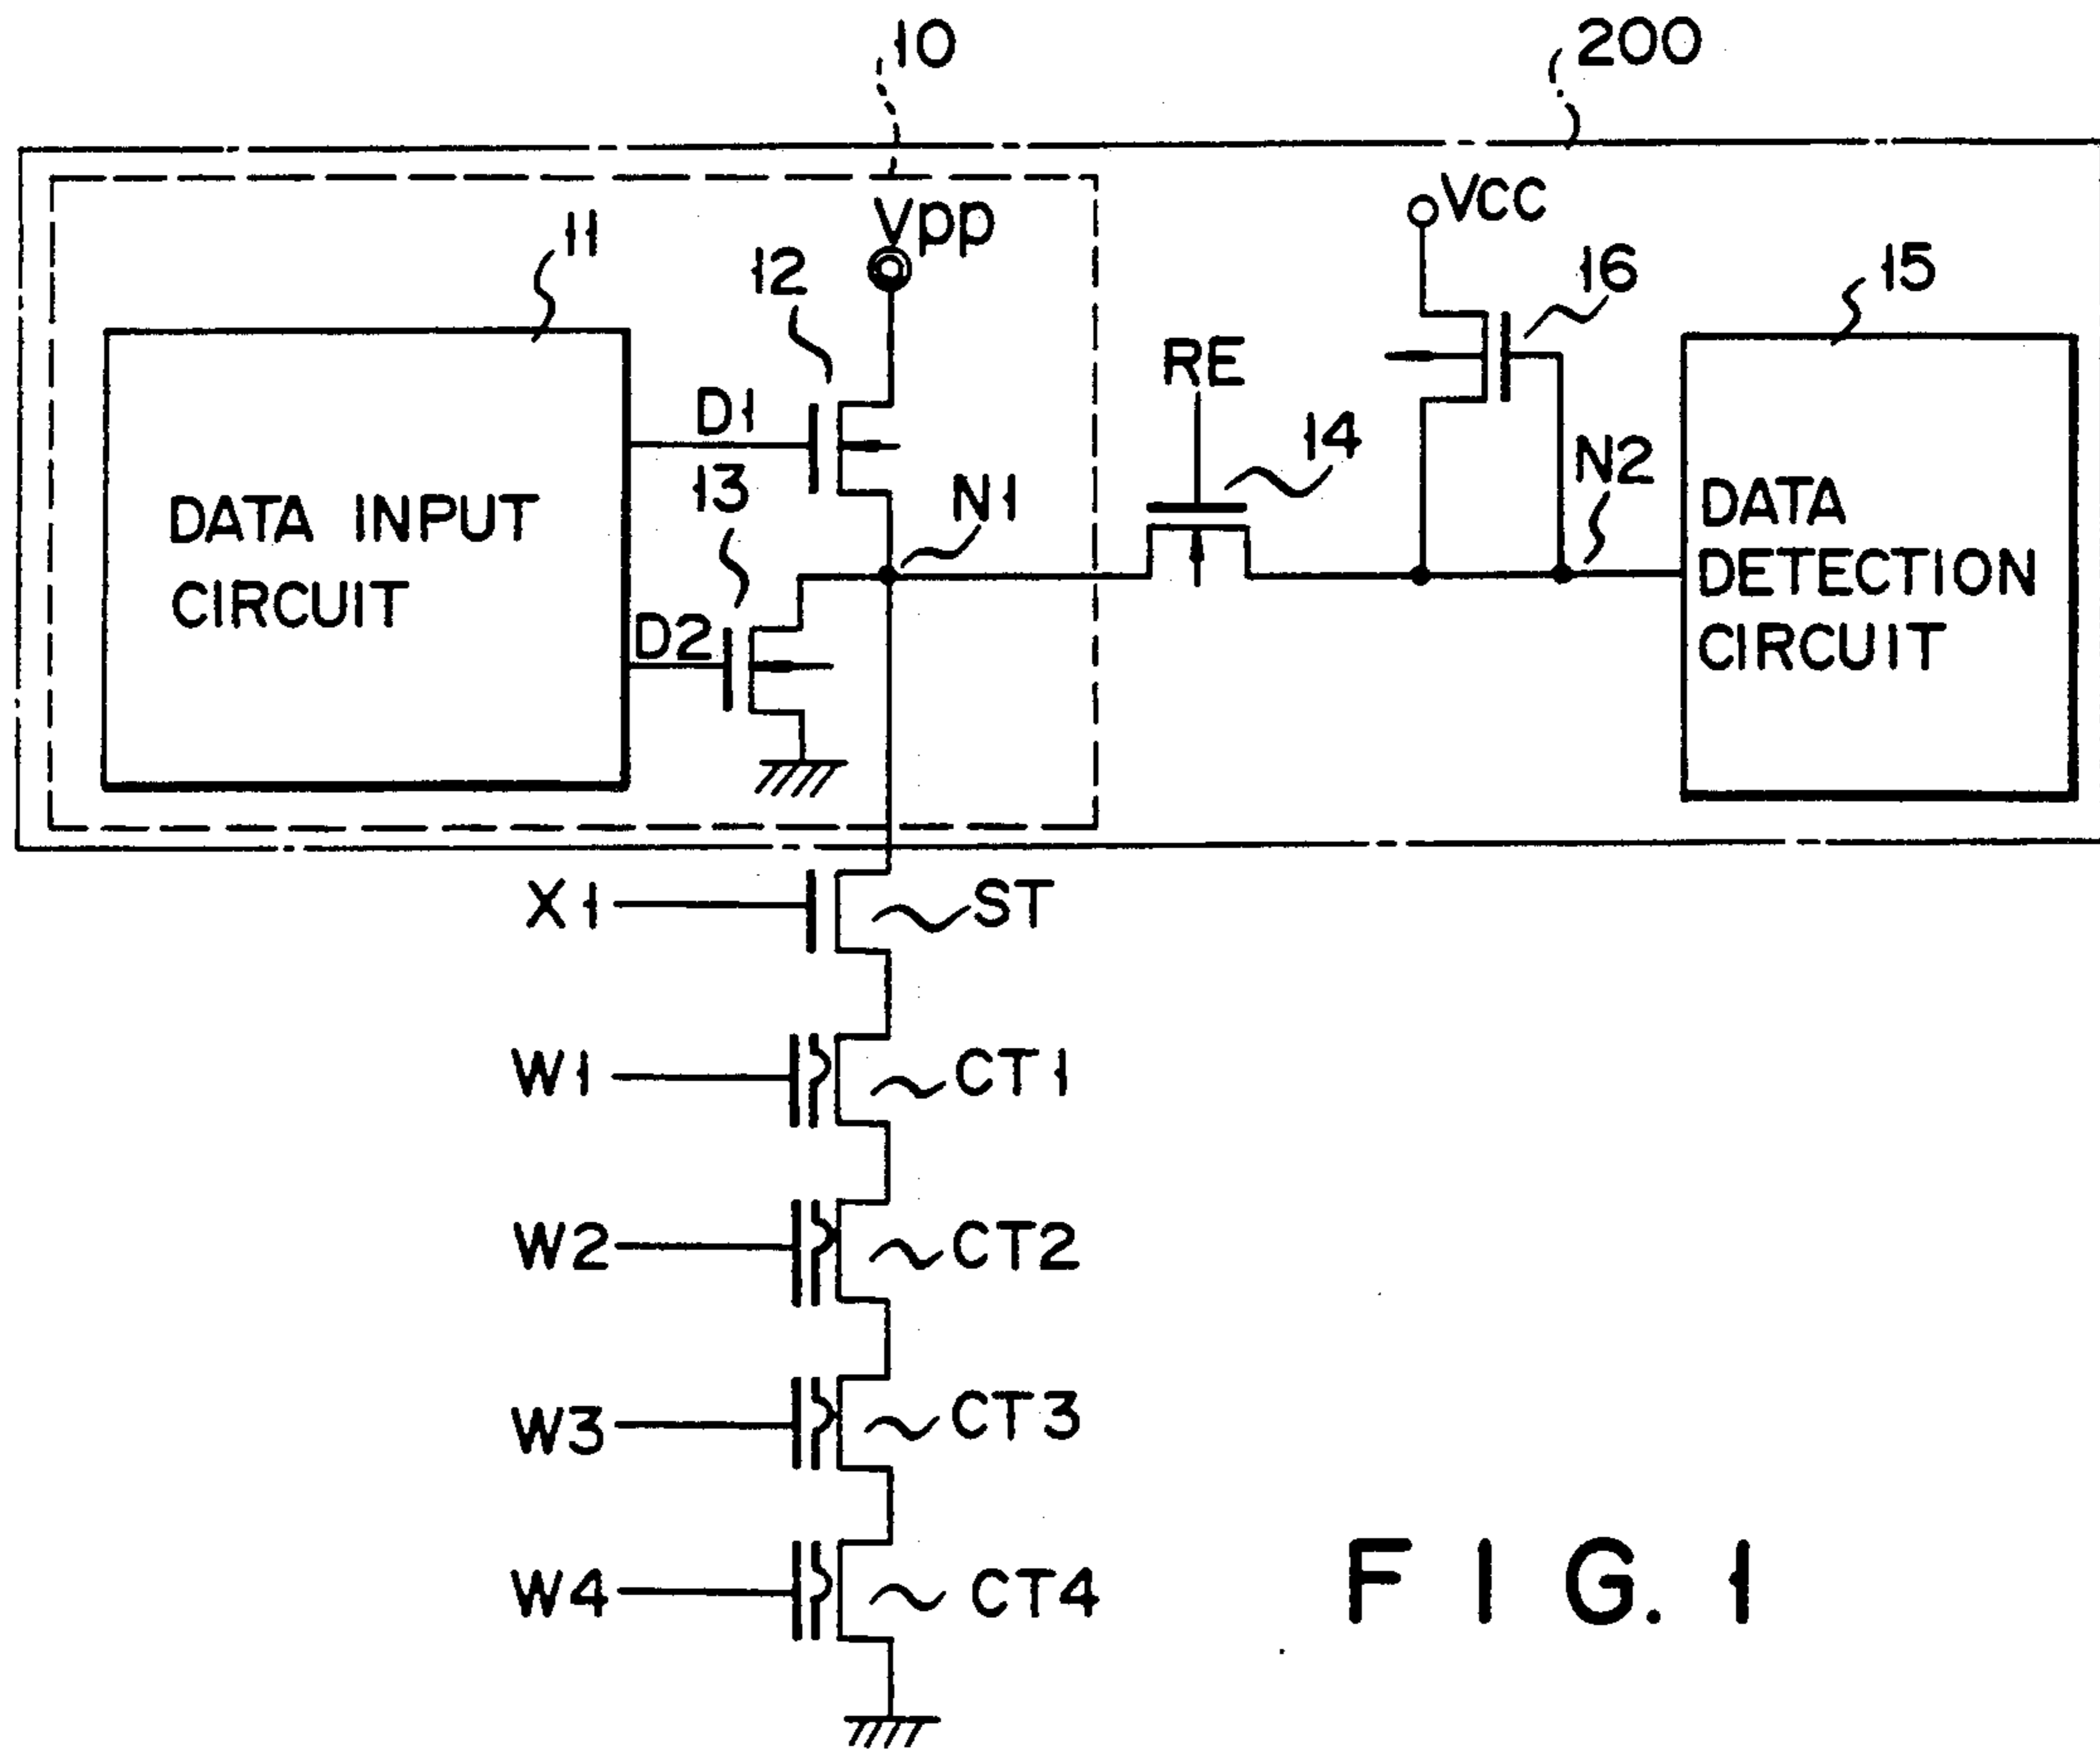 10
200
Vpp
VCC
11
12
16
15
RE
D1
14
13
N1
N2
DATA INPUT
CIRCUIT
DATA
DETECTION
CIRCUIT
D2
X1
ST
W1
CT1
W2
CT2
W3
CT3
W4
CT4
FIG. 1